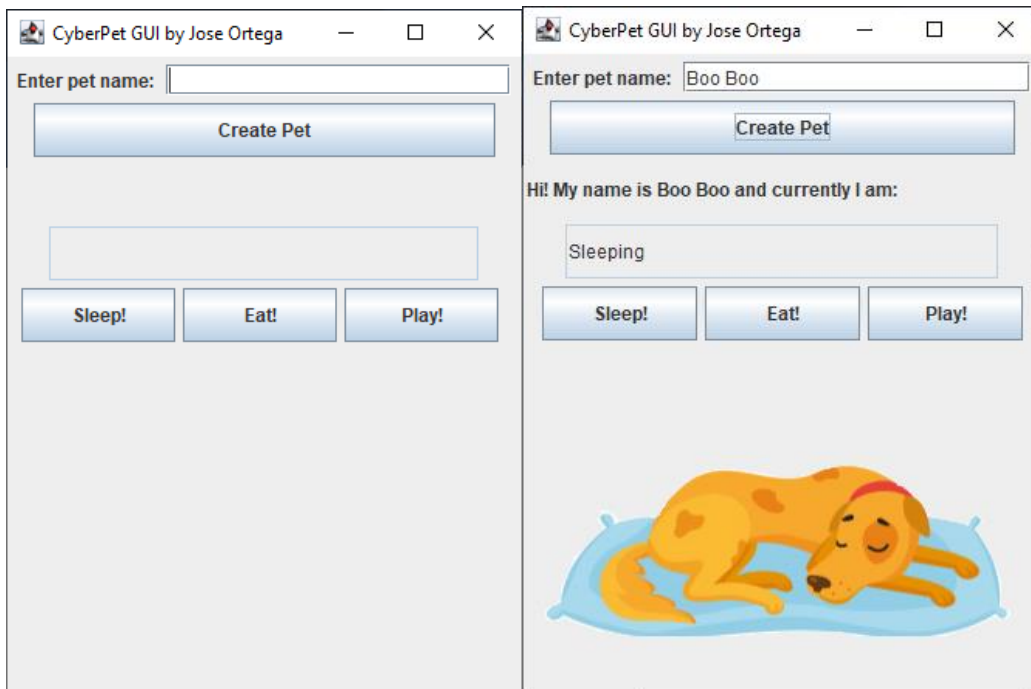 CyberPet GUI by Jose Ortega
Enter pet name:
Create Pet
Sleep! Eat! Play!
CyberPet GUI by Jose Ortega
Enter pet name: Boo Boo
Create Pet
Hi! My name is Boo Boo and currently I am:
Sleeping
Sleep! Eat! Play!